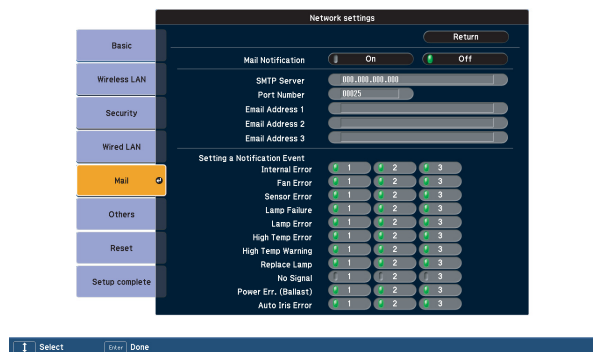 Network settings
Return
Basic
Wireless LAN
Security
Wired LAN
Mail
Others
Reset
Setup complete
Mail Notification On Off
SMTP Server 000.000.000.000
Port Number 00025
Email Address 1
Email Address 2
Email Address 3
Setting a Notification Event
Internal Error 1 2 3
Fan Error 1 2 3
Sensor Error 1 2 3
Lamp Failure 1 2 3
Lamp Error 1 2 3
High Temp Error 1 2 3
High Temp Warning 1 2 3
Replace Lamp 1 2 3
No Signal 1 2 3
Power Err. (Ballast) 1 2 3
Auto Iris Error 1 2 3
Select Enter Done